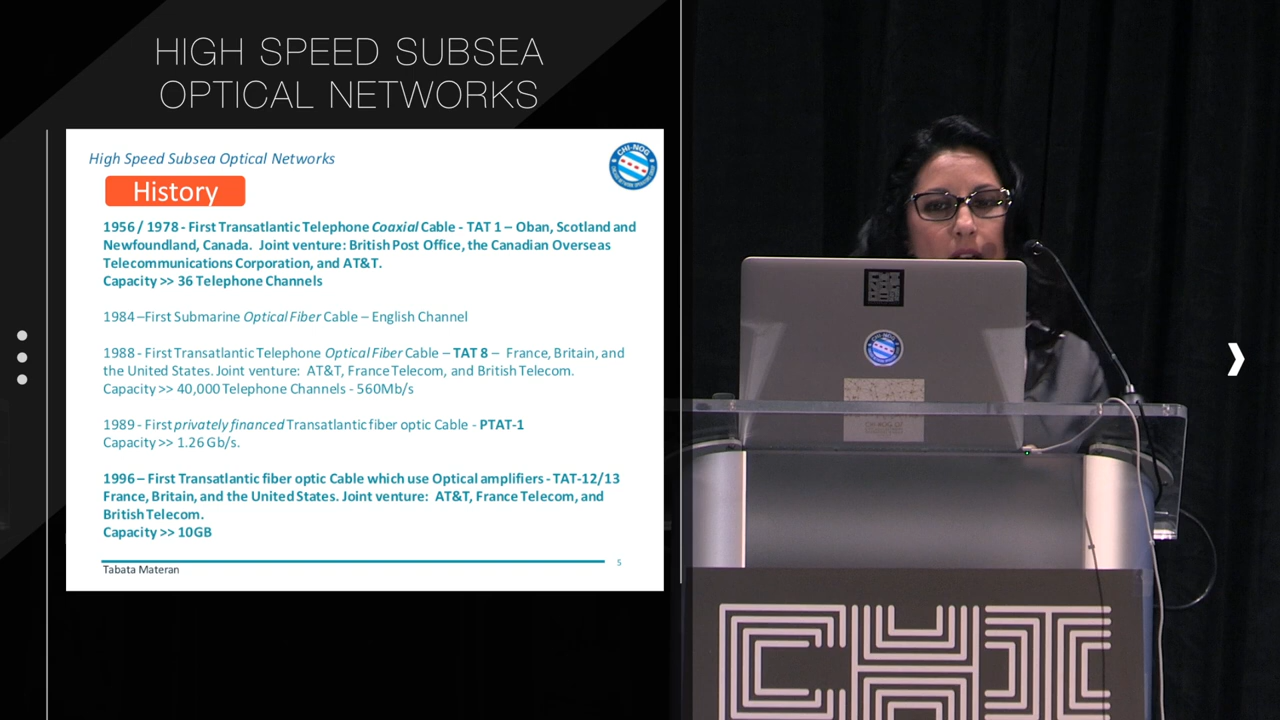 HIGH SPEED SUBSEA
OPTICAL NETWORKS
High Speed Subsea Optical Networks
CHI-NOG
History
1956 / 1978 - First Transatlantic Telephone Coaxial Cable - TAT 1 – Oban, Scotland and
Newfoundland, Canada. Joint venture: British Post Office, the Canadian Overseas
Telecommunications Corporation, and AT&T.
Capacity >> 36 Telephone Channels
1984 –First Submarine Optical Fiber Cable – English Channel
1988 - First Transatlantic Telephone Optical Fiber Cable – TAT 8 – France, Britain, and
the United States. Joint venture: AT&T, France Telecom, and British Telecom.
Capacity >> 40,000 Telephone Channels - 560Mb/s
1989 - First privately financed Transatlantic fiber optic Cable - PTAT-1
Capacity >> 1.26 Gb/s.
1996 – First Transatlantic fiber optic Cable which use Optical amplifiers - TAT-12/13
France, Britain, and the United States. Joint venture: AT&T, France Telecom, and
British Telecom.
Capacity >> 10GB
5
Tabata Materan
CHI